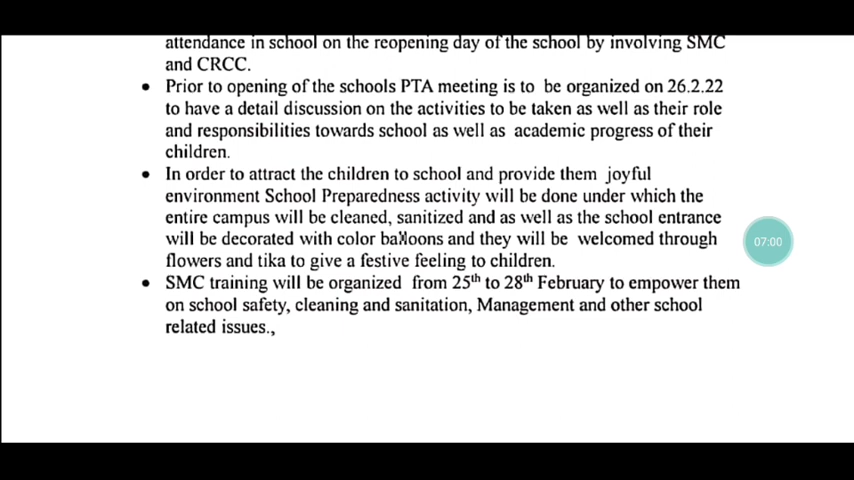 attendance in school on the reopening day of the school by involving SMC
and CRCC.
• Prior to opening of the schools PTA meeting is to be organized on 26.2.22
to have a detail discussion on the activities to be taken as well as their role
and responsibilities towards school as well as academic progress of their
children.
• In order to attract the children to school and provide them joyful
environment School Preparedness activity will be done under which the
entire campus will be cleaned, sanitized and as well as the school entrance
will be decorated with color balloons and they will be welcomed through
flowers and tika to give a festive feeling to children.
• SMC training will be organized from 25th to 28th February to empower them
on school safety, cleaning and sanitation, Management and other school
related issues.,
07:00